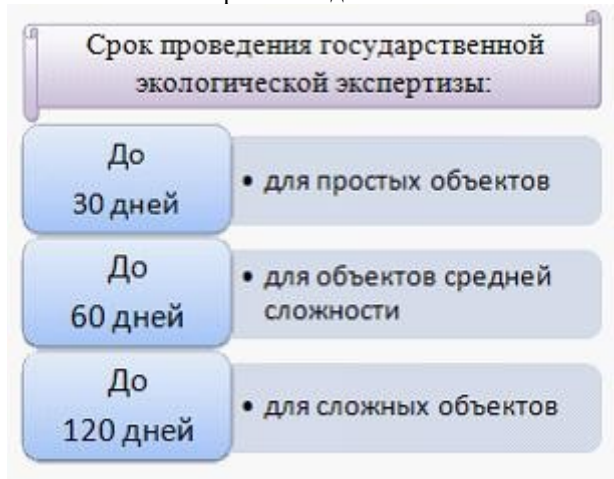 Срок проведения государственной
экологической экспертизы:
До
30 дней
• для простых объектов
До
60 дней
• для объектов средней
сложности
До
120 дней
• для сложных объектов